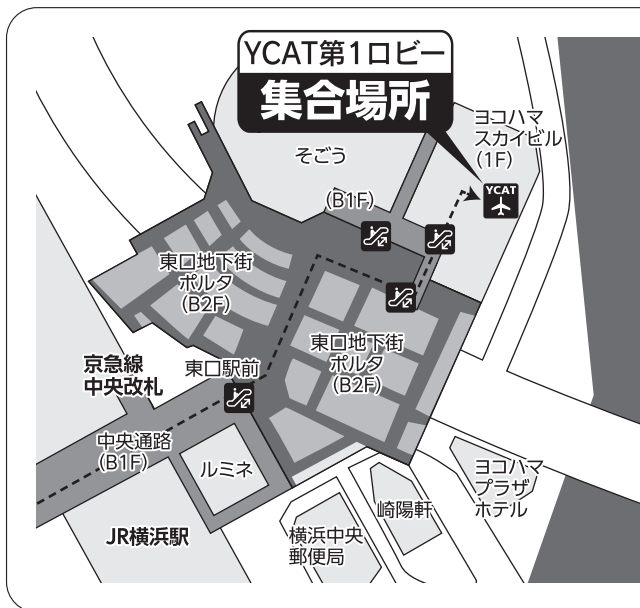 YCAT第1ロビー
集合場所
ヨコハマ
スカイビル
(1F)
そごう
YCAT
(B1F)
東口地下街
ポルタ
(B2F)
東口地下街
ポルタ
(B2F)
京急線
中央改札
東口駅前
中央通路
(B1F)
ルミネ
JR横浜駅
横浜中央
郵便局
崎陽軒
ヨコハマ
プラザ
ホテル